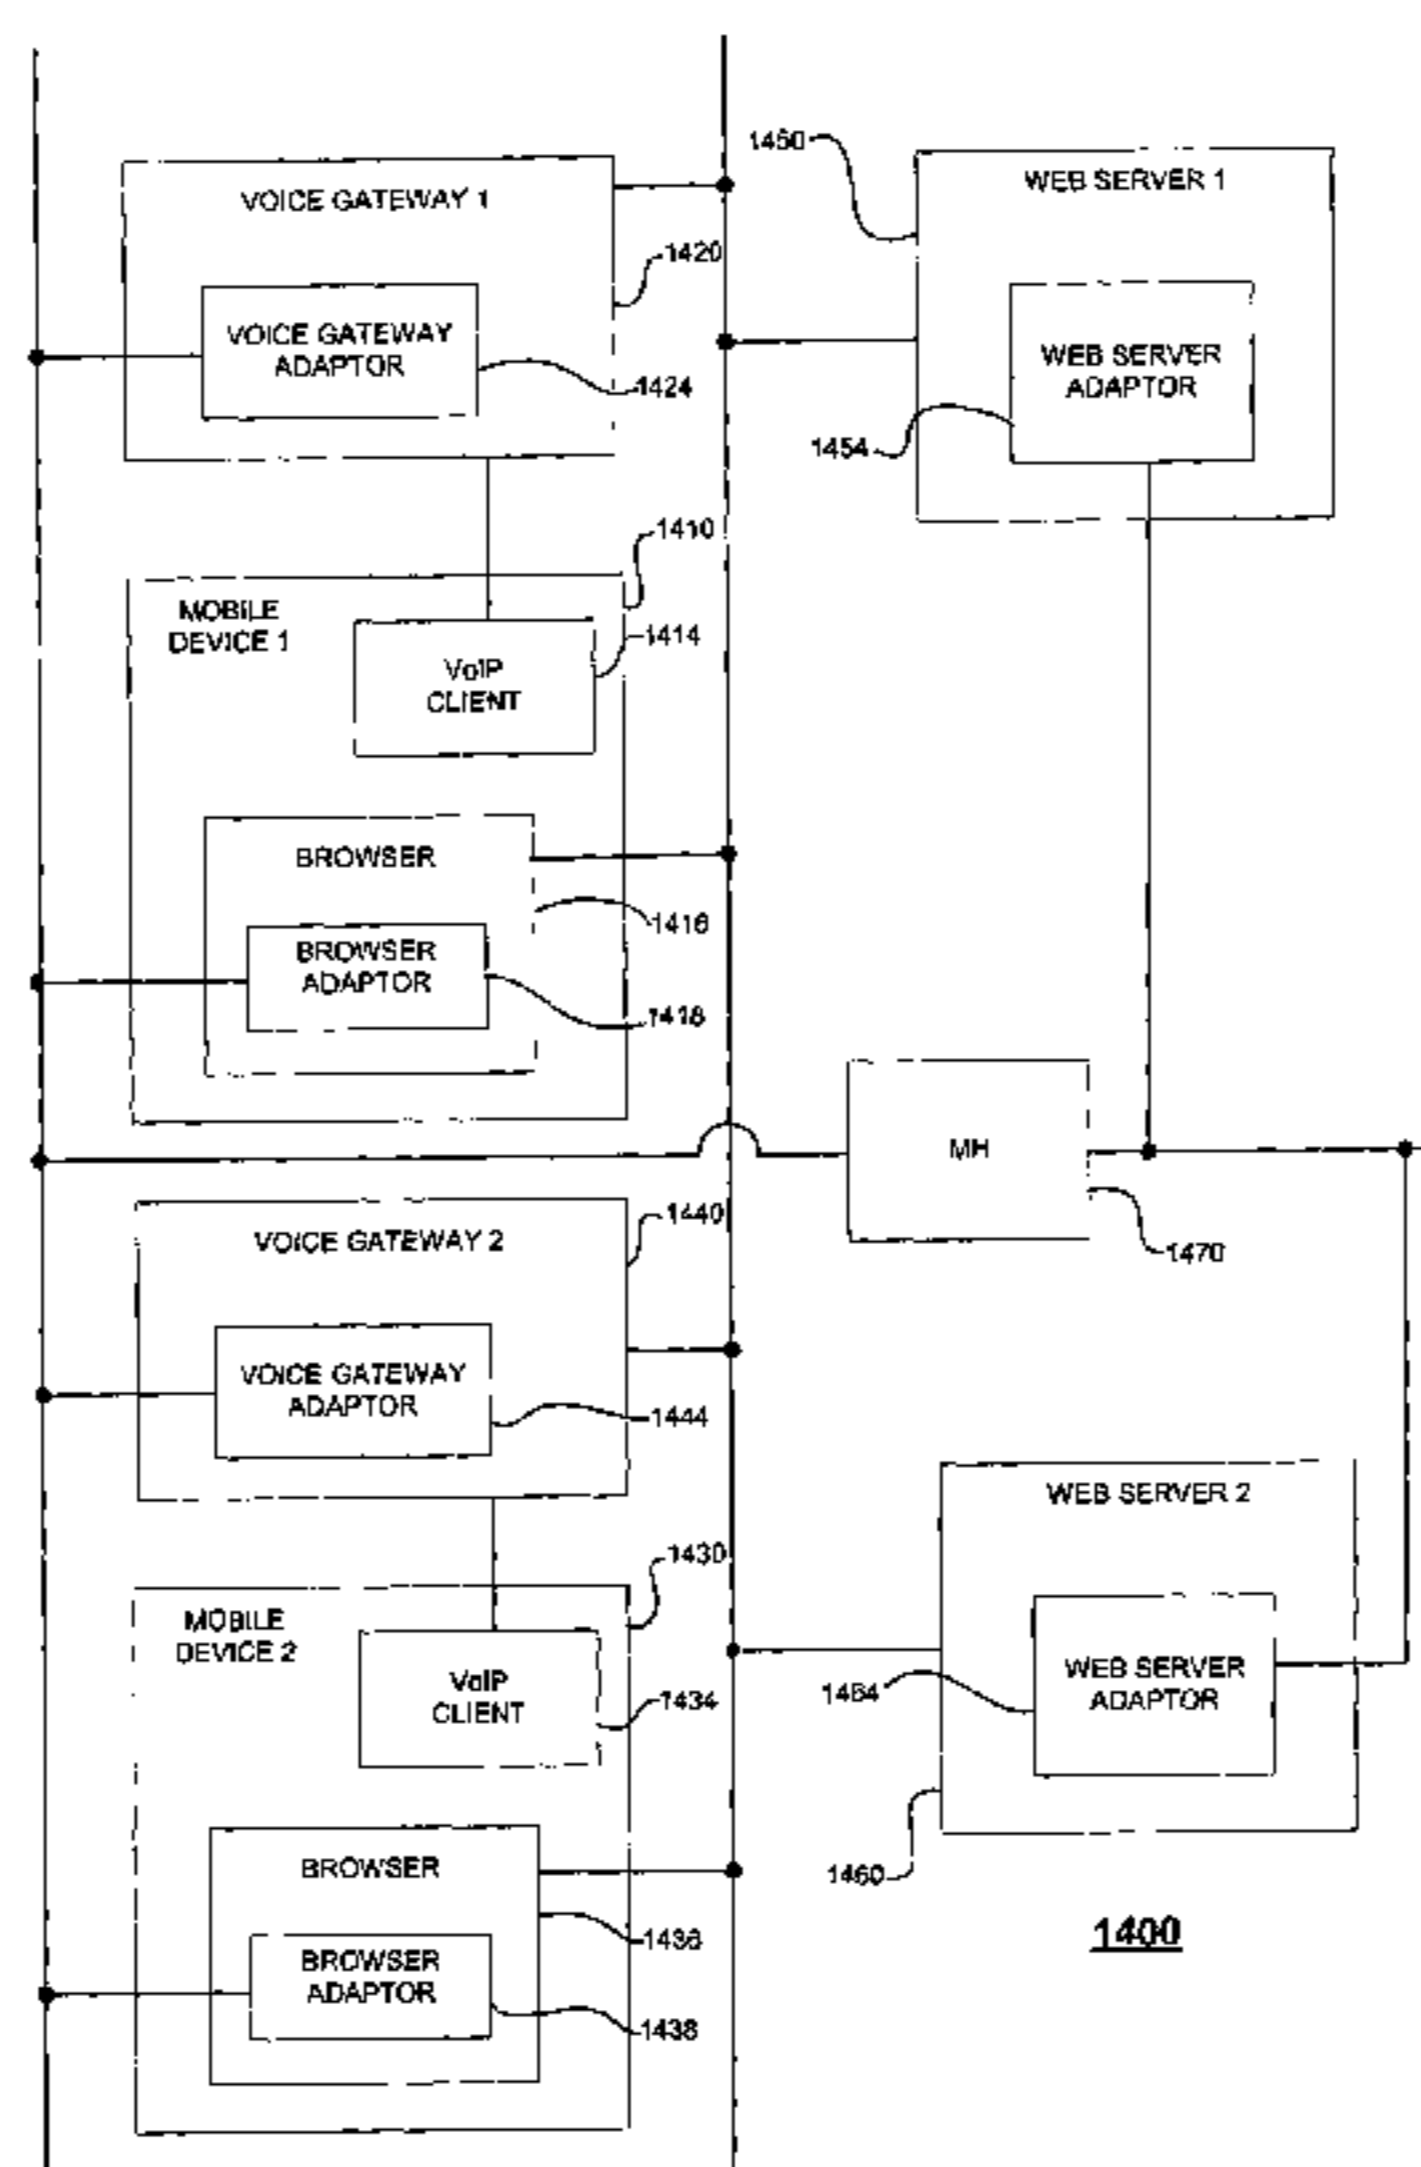 1450
WEB SERVER 1
VOICE GATEWAY 1
1420
VOICE GATEWAY
ADAPTOR
1424
WEB SERVER
ADAPTOR
1454
1410
MOBILE
DEVICE 1
1414
VoIP
CLIENT
BROWSER
1416
BROWSER
ADAPTOR
1418
MH
1440
VOICE GATEWAY 2
1470
VOICE GATEWAY
ADAPTOR
1444
WEB SERVER 2
1430
MOBILE
DEVICE 2
VoIP
CLIENT
1434
WEB SERVER
ADAPTOR
1464
BROWSER
1460
1436
1400
BROWSER
ADAPTOR
1438